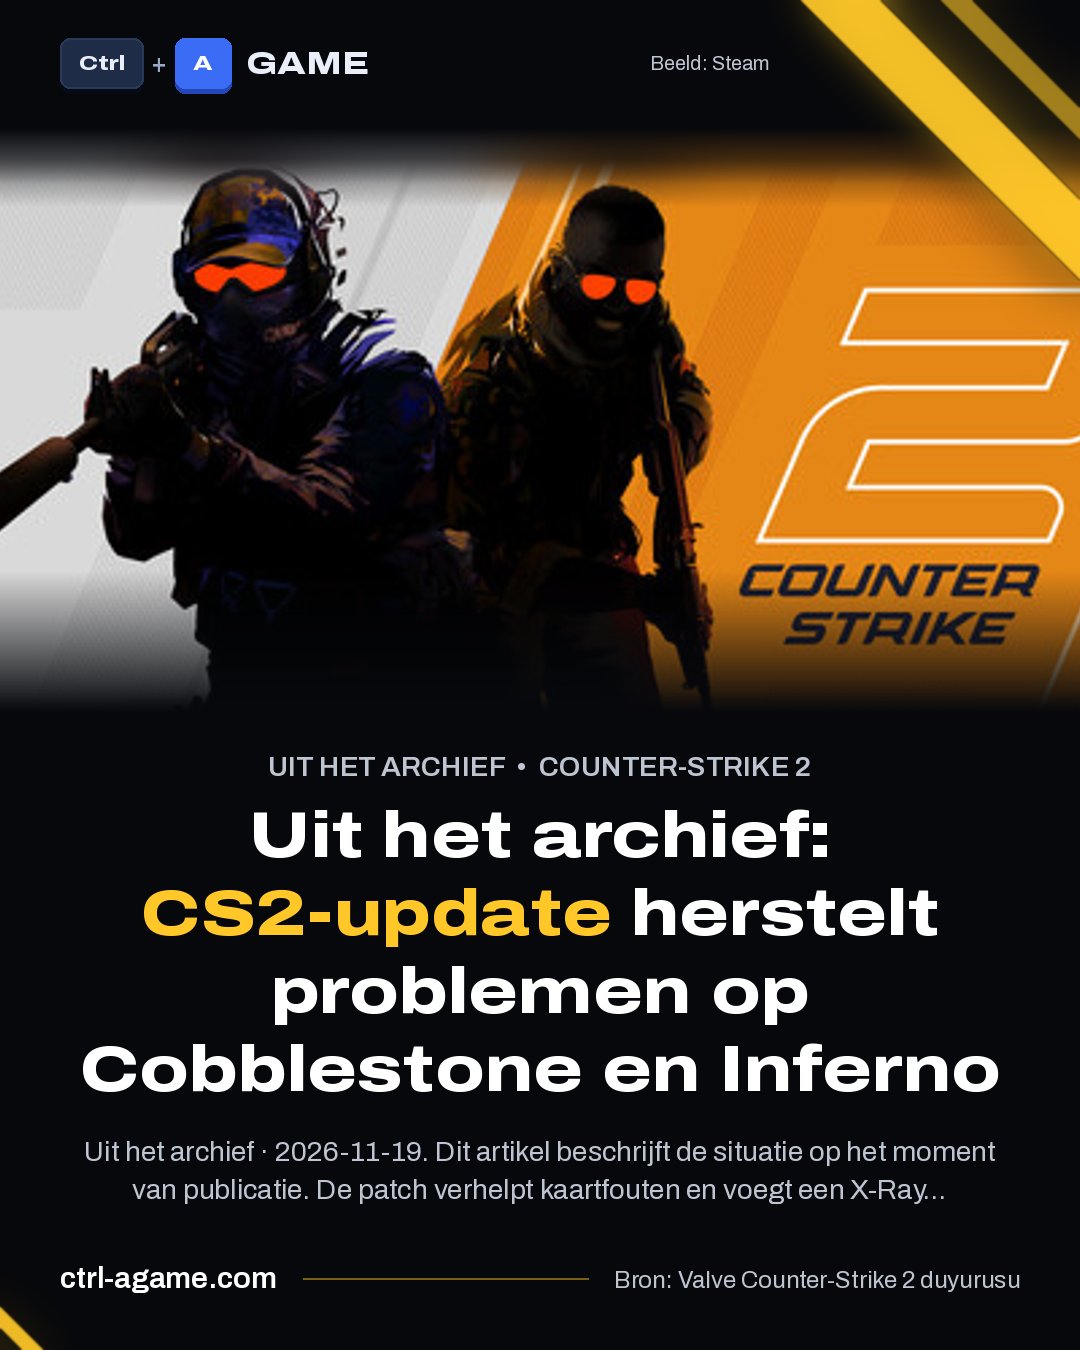 Ctrl + A GAME
Beeld: Steam
2
COUNTER
STRIKE
UIT HET ARCHIEF • COUNTER-STRIKE 2
Uit het archief:
CS2-update herstelt
problemen op
Cobblestone en Inferno
Uit het archief · 2026-11-19. Dit artikel beschrijft de situatie op het moment
van publicatie. De patch verhelpt kaartfouten en voegt een X-Ray...
ctrl-agame.com
Bron: Valve Counter-Strike 2 duyurusu